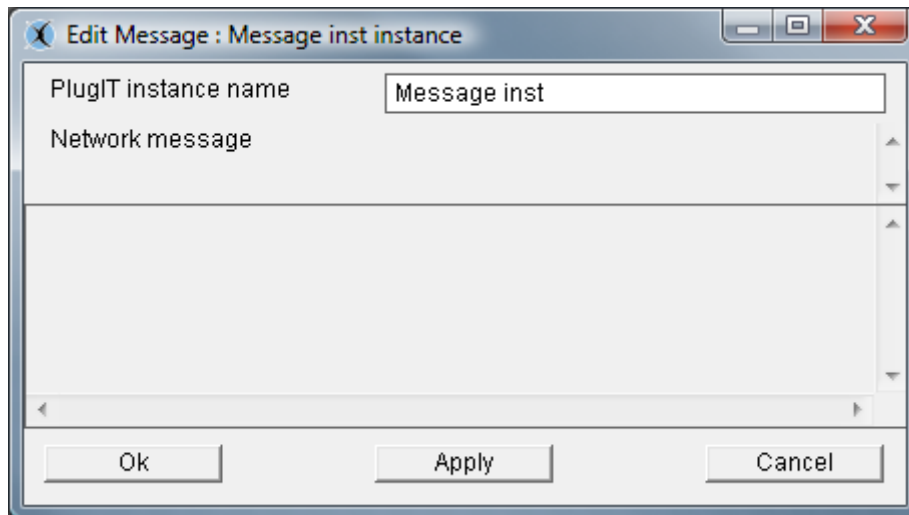 Edit Message : Message inst instance
PlugIT instance name
Message inst
Network message
Ok
Apply
Cancel